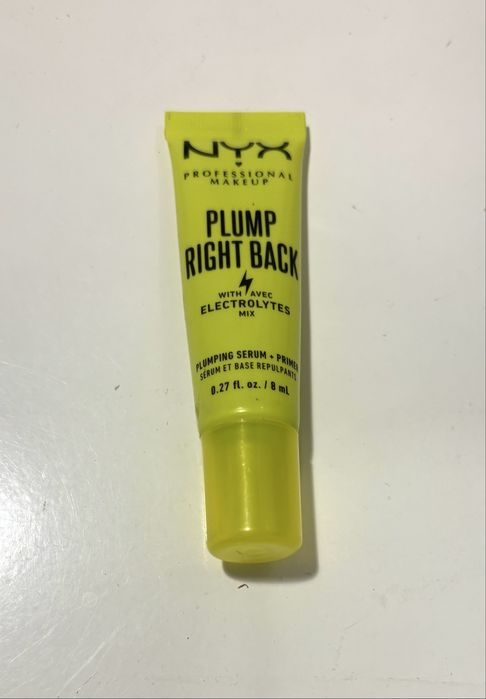 NYX
PROFESSIONAL
MAKEUP
PLUMP
RIGHT BACK
WITH AVEC
ELECTROLYTES
MIX
PLUMPING SERUM + PRIMER
SÉRUM ET BASE REPULPANTS
0.27 fl. oz. / 8 mL